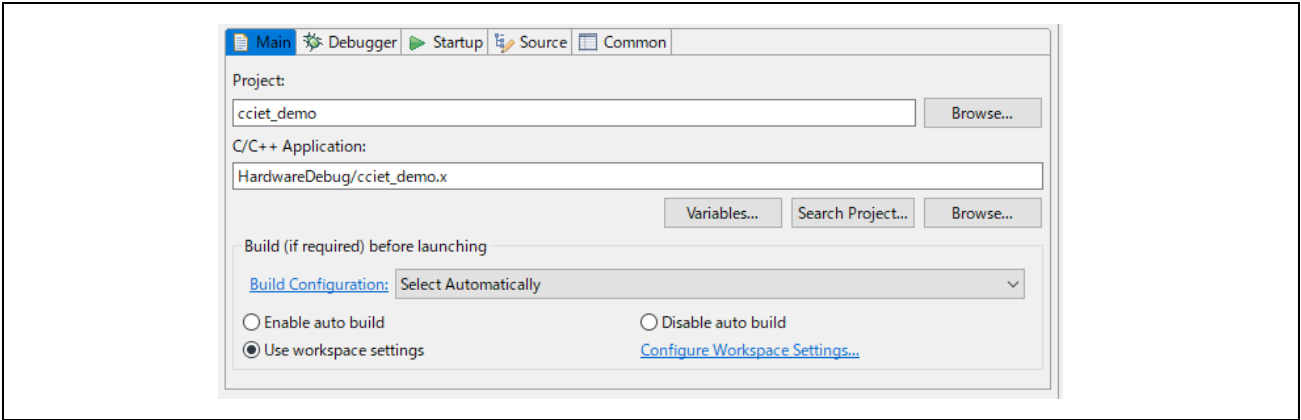 Main Debugger Startup Source Common
Project:
cciet_demo Browse...
C/C++ Application:
HardwareDebug/cciet_demo.x
Variables... Search Project... Browse...
Build (if required) before launching
Build Configuration: Select Automatically
Enable auto build Disable auto build
Use workspace settings Configure Workspace Settings...